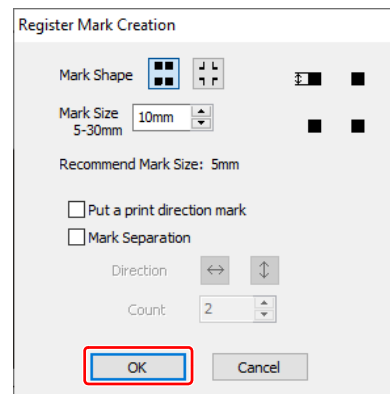 Register Mark Creation
Mark Shape
Mark Size
5-30mm
10mm
Recommend Mark Size: 5mm
Put a print direction mark
Mark Separation
Direction
Count
2
OK
Cancel